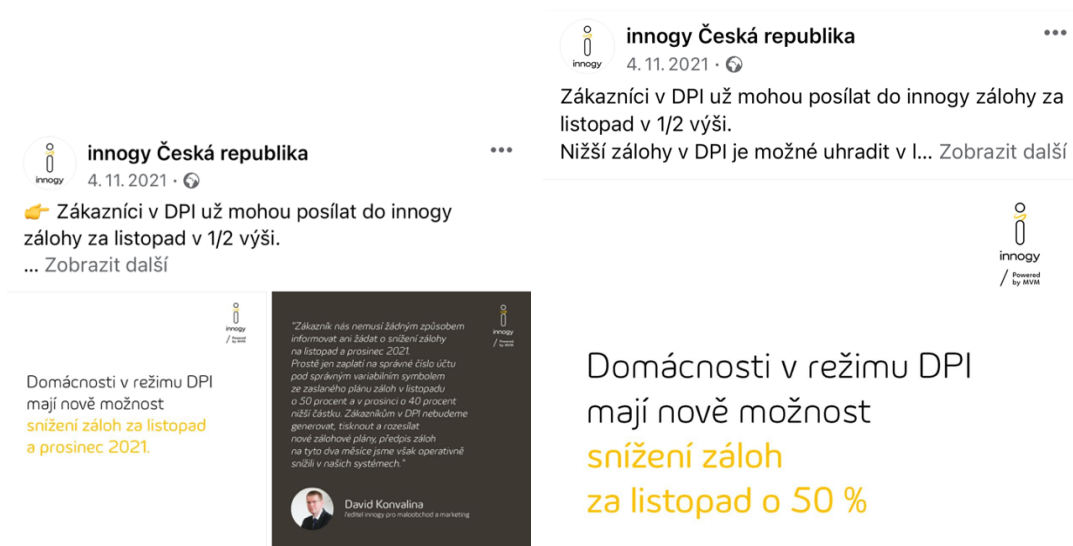 innogy Česká republika
4. 11. 2021 ·
👉 Zákazníci v DPI už mohou posílat do innogy
zálohy za listopad v 1/2 výši.
... Zobrazit další
innogy
innogy
Powered
by MVM
Domácnosti v režimu DPI
mají nově možnost
snížení záloh za listopad
a prosinec 2021.
innogy
Powered
by MVM
"Zákazník nás nemusí žádným způsobem
informovat ani žádat o snížení zálohy
na listopad a prosinec 2021.
Prostě jen zaplatí na správné číslo účtu
pod správným variabilním symbolem
ze zaslaného plánu záloh v listopadu
o 50 procent a v prosinci o 40 procent
nižší částku. Zákazníkům v DPI nebudeme
generovat, tisknout a rozesílat
nové zálohové plány, předpis záloh
na tyto dva měsíce jsme však operativně
snížili v našich systémech."
David Konvalina
ředitel innogy pro maloobchod a marketing
innogy Česká republika
4. 11. 2021 ·
innogy
Zákazníci v DPI už mohou posílat do innogy zálohy za
listopad v 1/2 výši.
Nižší zálohy v DPI je možné uhradit v l... Zobrazit další
innogy
Powered
by MVM
Domácnosti v režimu DPI
mají nově možnost
snížení záloh
za listopad o 50 %